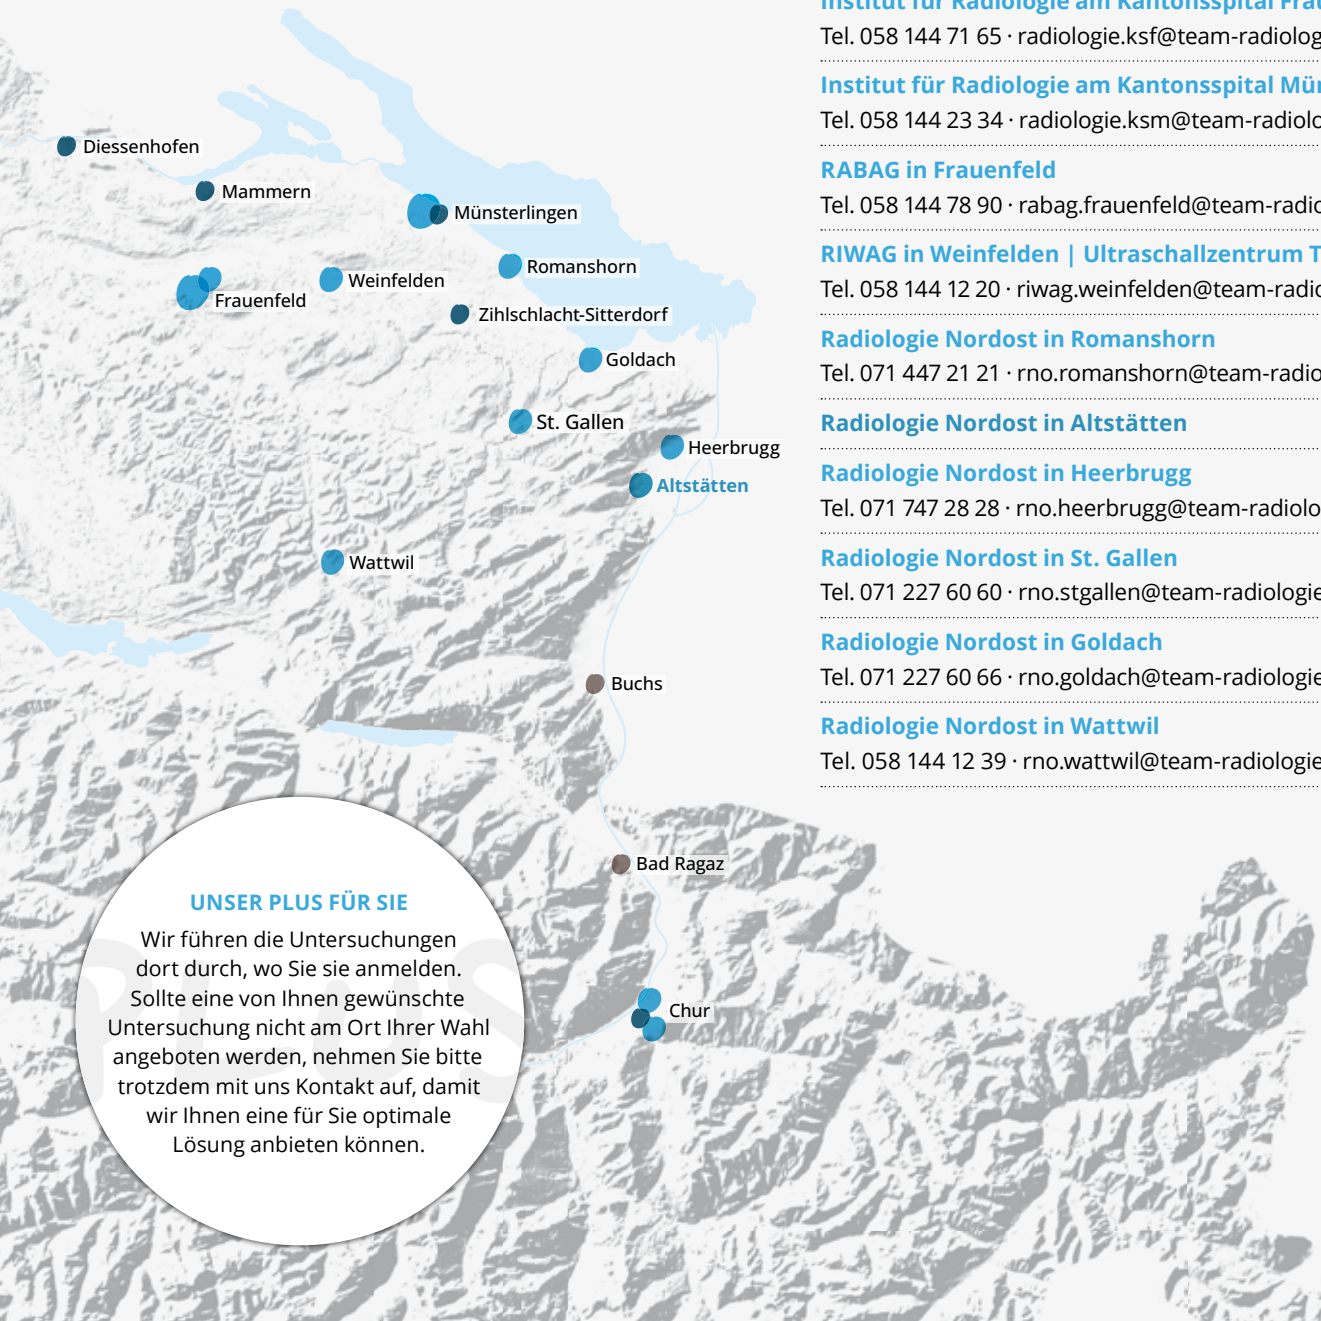 Institut für Radiologie am Kantonsspital
Tel. 058 144 71 65 · radiologie.ksf@team-radiolog
Institut für Radiologie am Kantonsspital
Tel. 058 144 23 34 · radiologie.ksm@team-radiolo
RABAG in Frauenfeld
Tel. 058 144 78 90 · rabag.frauenfeld@team-radio
RIWAG in Weinfelden | Ultraschallzentrum T
Tel. 058 144 12 20 · riwag.weinfelden@team-radio
Radiologie Nordost in Romanshorn
Tel. 071 447 21 21 · rno.romanshorn@team-radio
Radiologie Nordost in Altstätten
Radiologie Nordost in Heerbrugg
Tel. 071 747 28 28 · rno.heerbrugg@team-radiolo
Radiologie Nordost in St. Gallen
Tel. 071 227 60 60 · rno.stgallen@team-radiologie
Radiologie Nordost in Goldach
Tel. 071 227 60 66 · rno.goldach@team-radiologie
Radiologie Nordost in Wattwil
Tel. 058 144 12 39 · rno.wattwil@team-radiologie
Diessenhofen
Mammern
Münsterlingen
Romanshorn
Weinfelden
Frauenfeld
Zihlschlacht-Sitterdorf
Goldach
St. Gallen
Heerbrugg
Altstätten
Wattwil
Buchs
Bad Ragaz
Chur
PLUS
UNSER PLUS FÜR SIE
Wir führen die Untersuchungen
dort durch, wo Sie sie anmelden.
Sollte eine von Ihnen gewünschte
Untersuchung nicht am Ort Ihrer Wahl
angeboten werden, nehmen Sie bitte
trotzdem mit uns Kontakt auf, damit
wir Ihnen eine für Sie optimale
Lösung anbieten können.